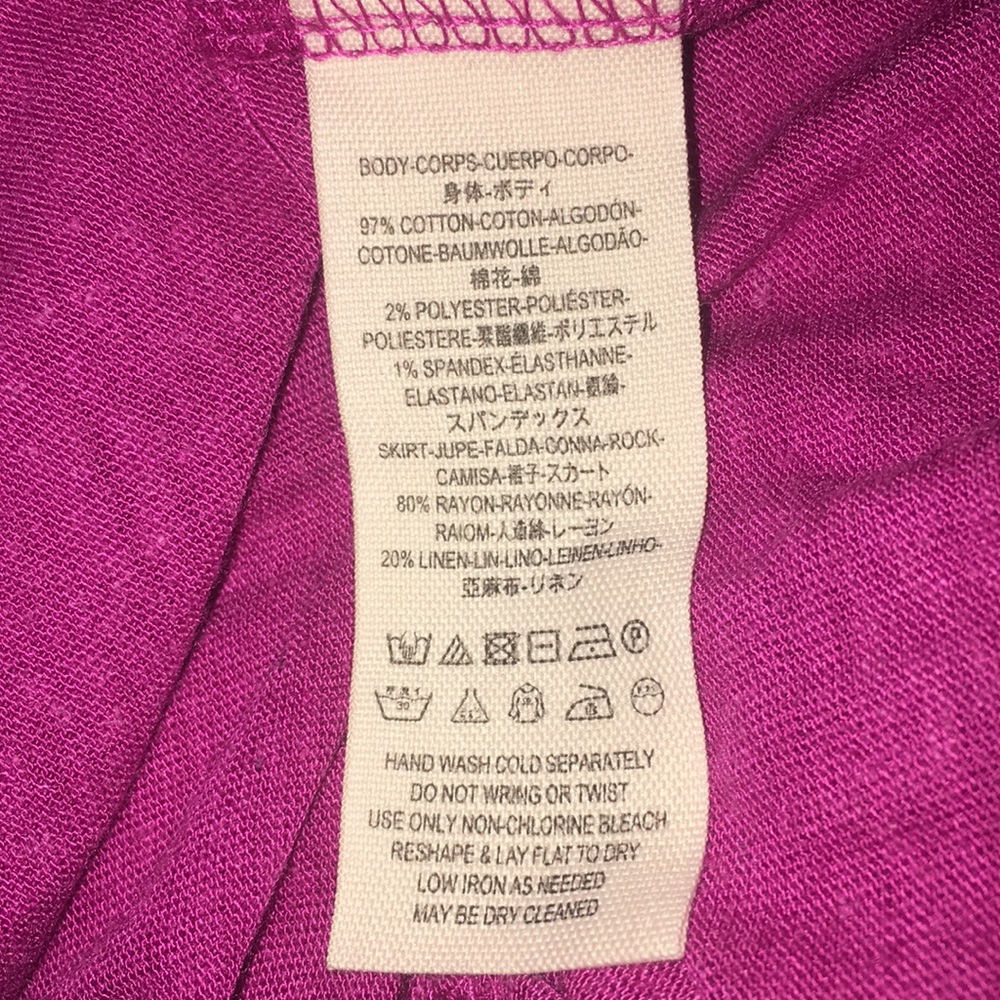 BODY-CORPS-CUERPO-CORPO-
身体-ボディ
97% COTTON-COTON-ALGODÓN-
COTONE-BAUMWOLLE-ALGODÃO-
棉花-綿
2% POLYESTER-POLIÉSTER-
POLIESTERE-聚酯纖維-ポリエステル
1% SPANDEX-ÉLASTHANNE-
ELASTANO-ELASTAN-
スパンデックス
SKIRT-JUPE-FALDA-GONNA-ROCK-
CAMISA-裙子-スカート
80% RAYON-RAYONNE-RAYÓN-
RAIOM-人造絲-レーヨン
20% LINEN-LIN-LINO-LEINEN-LINHO-
亞麻布-リネン
P
30
HAND WASH COLD SEPARATELY
DO NOT WRING OR TWIST
USE ONLY NON-CHLORINE BLEACH
RESHAPE & LAY FLAT TO DRY
LOW IRON AS NEEDED
MAY BE DRY CLEANED